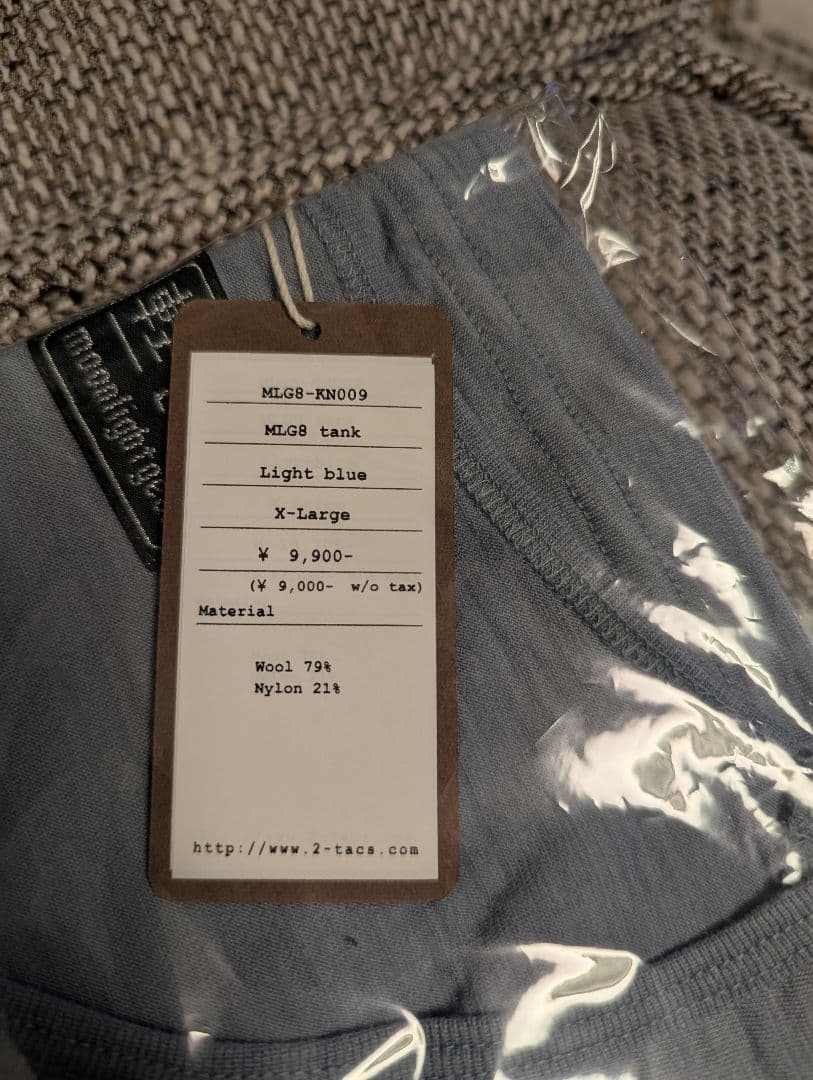 MLG8-KN009
MLG8 tank
Light blue
X-Large
¥ 9,900-
(¥ 9,000- w/o tax)
Material
Wool 79%
Nylon 21%
http://www.2-tacs.com